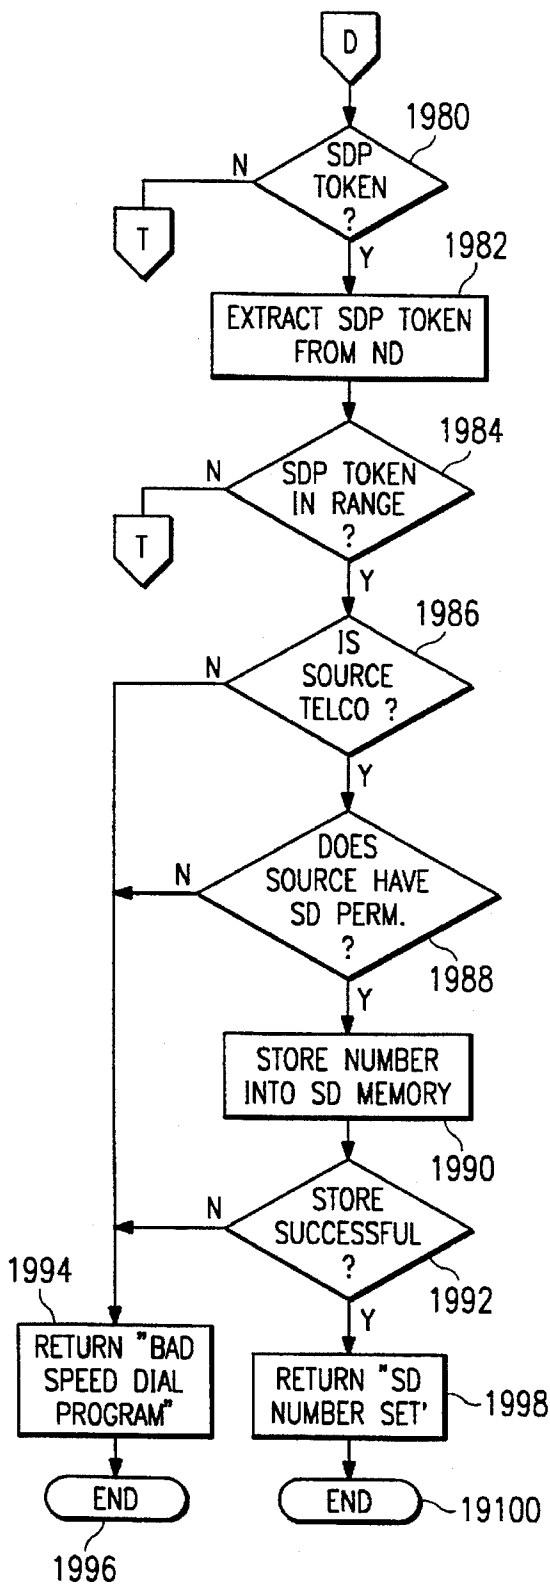 D
1980
SDP
TOKEN
?
N
T
Y
1982
EXTRACT SDP TOKEN
FROM ND
1984
SDP TOKEN
IN RANGE
?
N
T
Y
1986
IS
SOURCE
TELCO ?
N
Y
DOES
SOURCE HAVE
SD PERM.
?
N
1988
Y
STORE NUMBER
INTO SD MEMORY
1990
STORE
SUCCESSFUL
?
N
1992
Y
1994
RETURN "BAD
SPEED DIAL
PROGRAM"
RETURN "SD
NUMBER SET'
1998
END
1996
END
19100